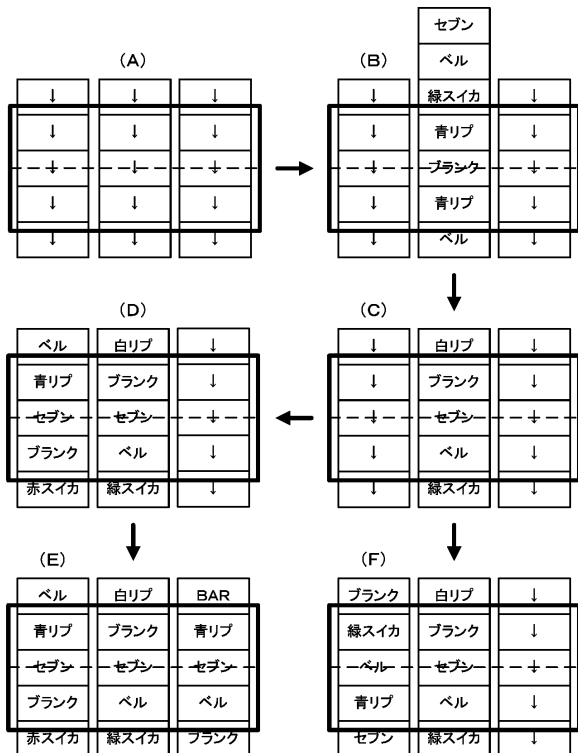 セブン
(A) (B) ベル
↓ ↓ ↓ ↓ 緑スイカ ↓
↓ ↓ ↓ ↓ 青リプ ↓
↓ ↓ ↓ ↓ ブランク ↓
↓ ↓ ↓ ↓ 青リプ ↓
↓ ↓ ↓ ↓ ベル ↓
(D) (C)
ベル 白リプ ↓ ↓ 白リプ ↓
青リプ ブランク ↓ ↓ ブランク ↓
セブン セブン ↓ ↓ セブン ↓
ブランク ベル ↓ ↓ ベル ↓
赤スイカ 緑スイカ ↓ ↓ 緑スイカ ↓
(E) (F)
ベル 白リプ BAR ブランク 白リプ ↓
青リプ ブランク 青リプ 緑スイカ ブランク ↓
セブン セブン セブン ベル セブン ↓
ブランク ベル ベル 青リプ ベル ↓
赤スイカ 緑スイカ ブランク セブン 緑スイカ ↓